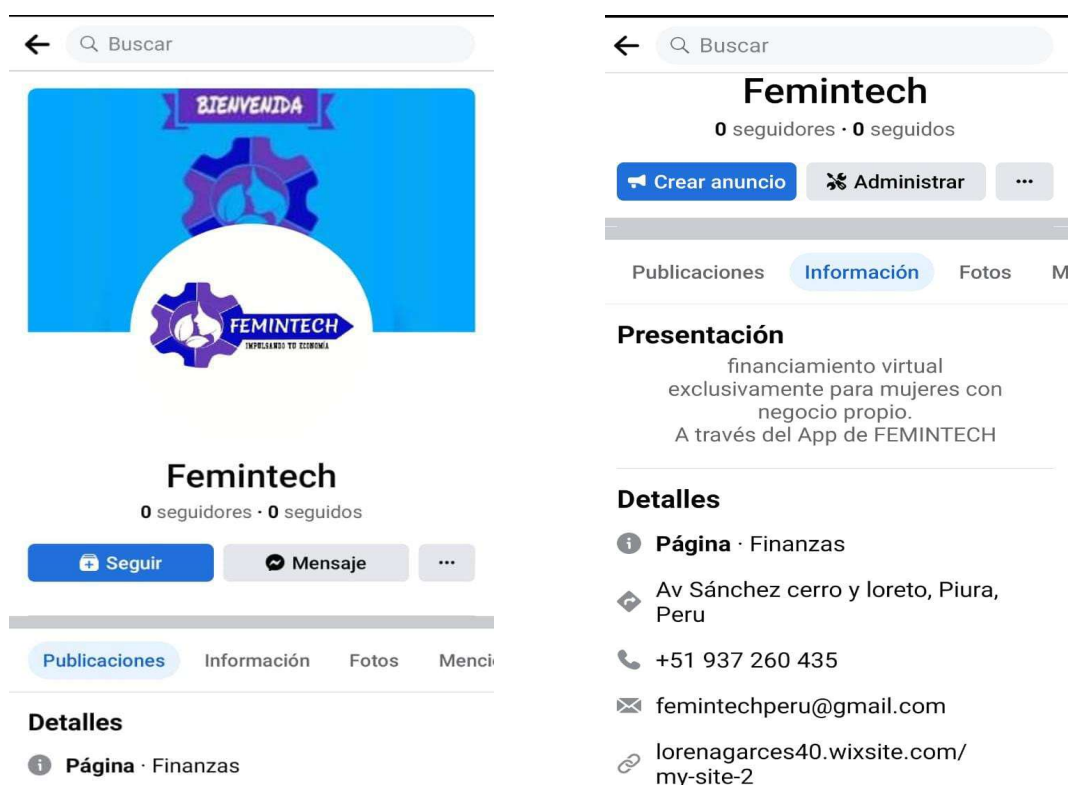 Buscar
BIENVENIDA
FEMINTECH
IMPULSANDO TU ECONOMÍA
Femintech
0 seguidores · 0 seguidos
Seguir
Mensaje
...
Publicaciones Información Fotos Menci
Detalles
Página · Finanzas
Buscar
Femintech
0 seguidores · 0 seguidos
Crear anuncio
Administrar
...
Publicaciones Información Fotos M
Presentación
financiamiento virtual
exclusivamente para mujeres con
negocio propio.
A través del App de FEMINTECH
Detalles
Página · Finanzas
Av Sánchez cerro y loreto, Piura,
Peru
+51 937 260 435
femintechperu@gmail.com
lorenagarces40.wixsite.com/
my-site-2